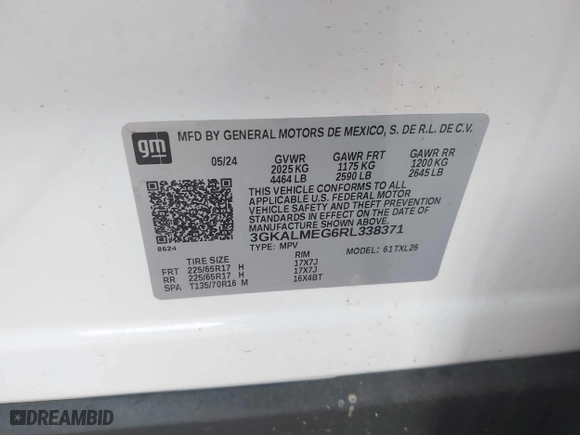 gm MFD BY GENERAL MOTORS DE MEXICO, S. DE R.L. DE C.V.
05/24 GVWR GAWR FRT GAWR RR
2025 KG 1175 KG 1200 KG
4464 LB 2590 LB 2645 LB
THIS VEHICLE CONFORMS TO ALL
APPLICABLE U.S. FEDERAL MOTOR
VEHICLE SAFETY STANDARDS IN
EFFECT ON THE DATE OF
MANUFACTURE SHOWN ABOVE.
3GKALMEG6RL338371
8624 TYPE: MPV MODEL: 61TXL26
TIRE SIZE RIM
FRT 225/65R17 H 17X7J
RR 225/65R17 H 17X7J
SPA T135/70R16 M 16X4BT
DREAMBID